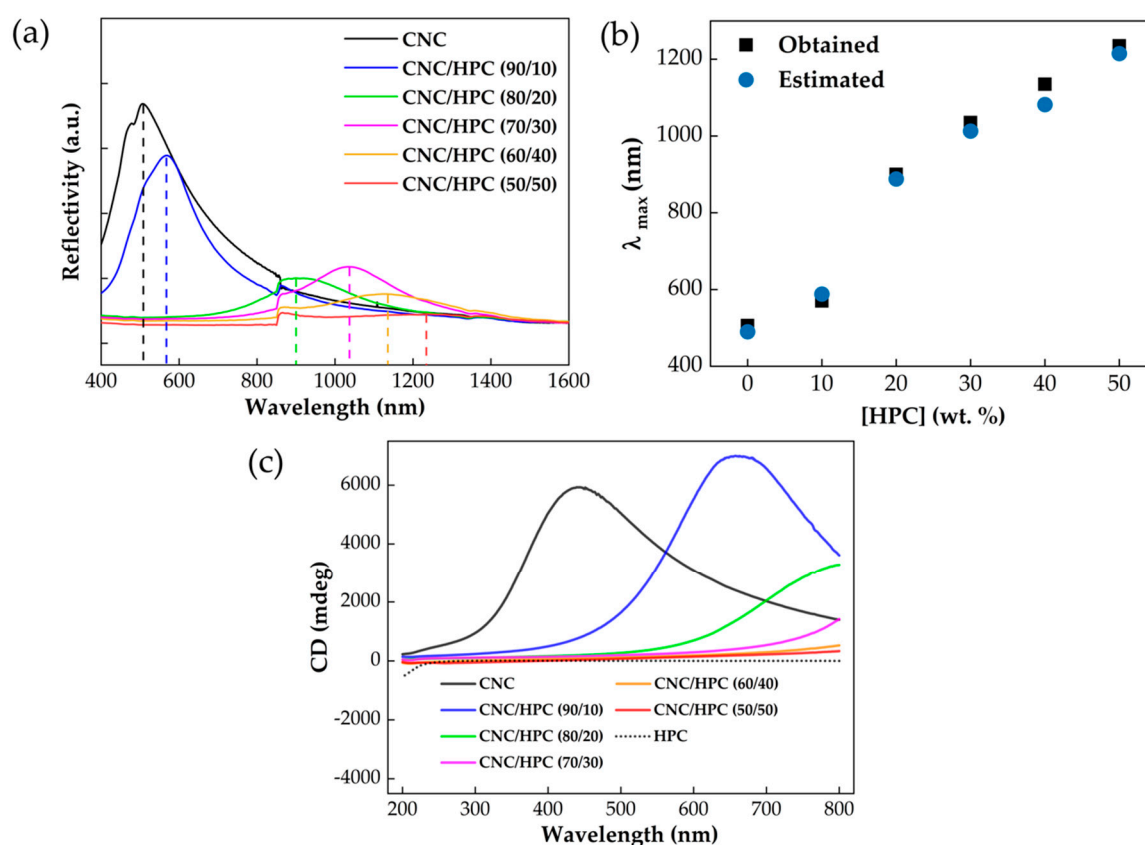 (a)
CNC
CNC/HPC (90/10)
CNC/HPC (80/20)
CNC/HPC (70/30)
CNC/HPC (60/40)
CNC/HPC (50/50)
Reflectivity (a.u.)
400 600 800 1000 1200 1400 1600
Wavelength (nm)
(b)
Obtained
Estimated
1200
1000
800
600
400
λ max (nm)
0 10 20 30 40 50
[HPC] (wt. %)
(c)
6000
4000
2000
0
-2000
-4000
CD (mdeg)
CNC
CNC/HPC (90/10)
CNC/HPC (80/20)
CNC/HPC (70/30)
CNC/HPC (60/40)
CNC/HPC (50/50)
HPC
200 300 400 500 600 700 800
Wavelength (nm)